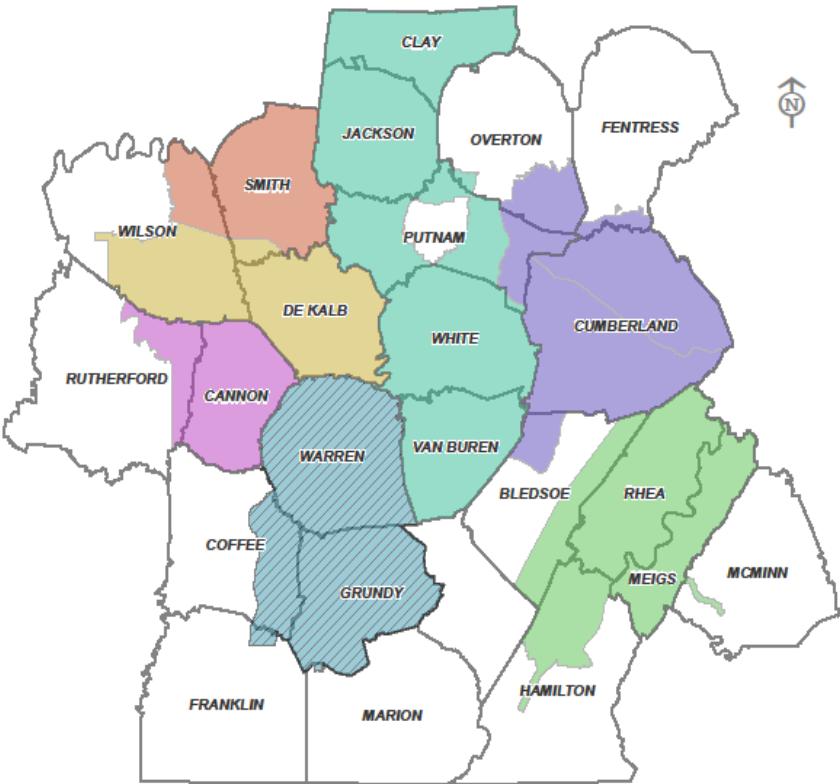 CLAY
JACKSON
OVERTON
FENTRESS
N
SMITH
WILSON
PUTNAM
DE KALB
WHITE
CUMBERLAND
RUTHERFORD
CANNON
WARREN
VAN BUREN
BLEDSOE
RHEA
COFFEE
GRUNDY
MEIGS
MCMINN
FRANKLIN
MARION
HAMILTON